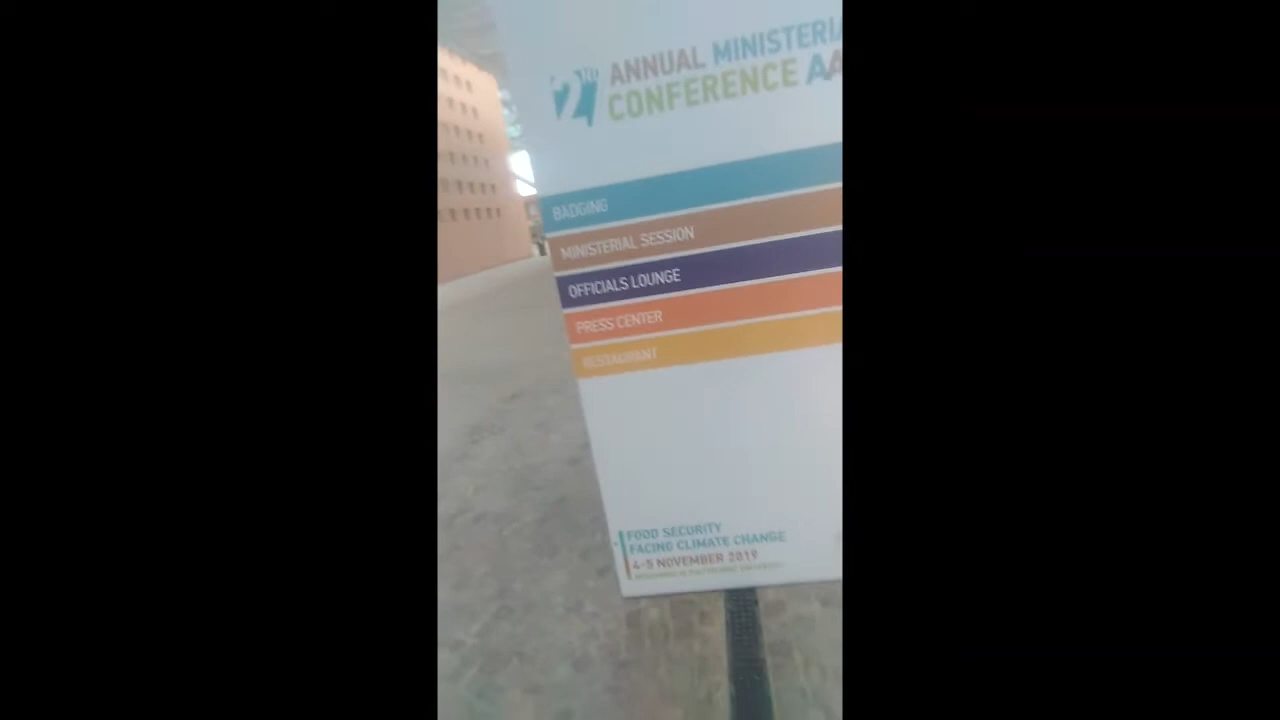 2ND ANNUAL MINISTERIA
CONFERENCE AA
BADGING
MINISTERIAL SESSION
OFFICIALS LOUNGE
PRESS CENTER
RESTAURANT
FOOD SECURITY
FACING CLIMATE CHANGE
4-5 NOVEMBER 2019